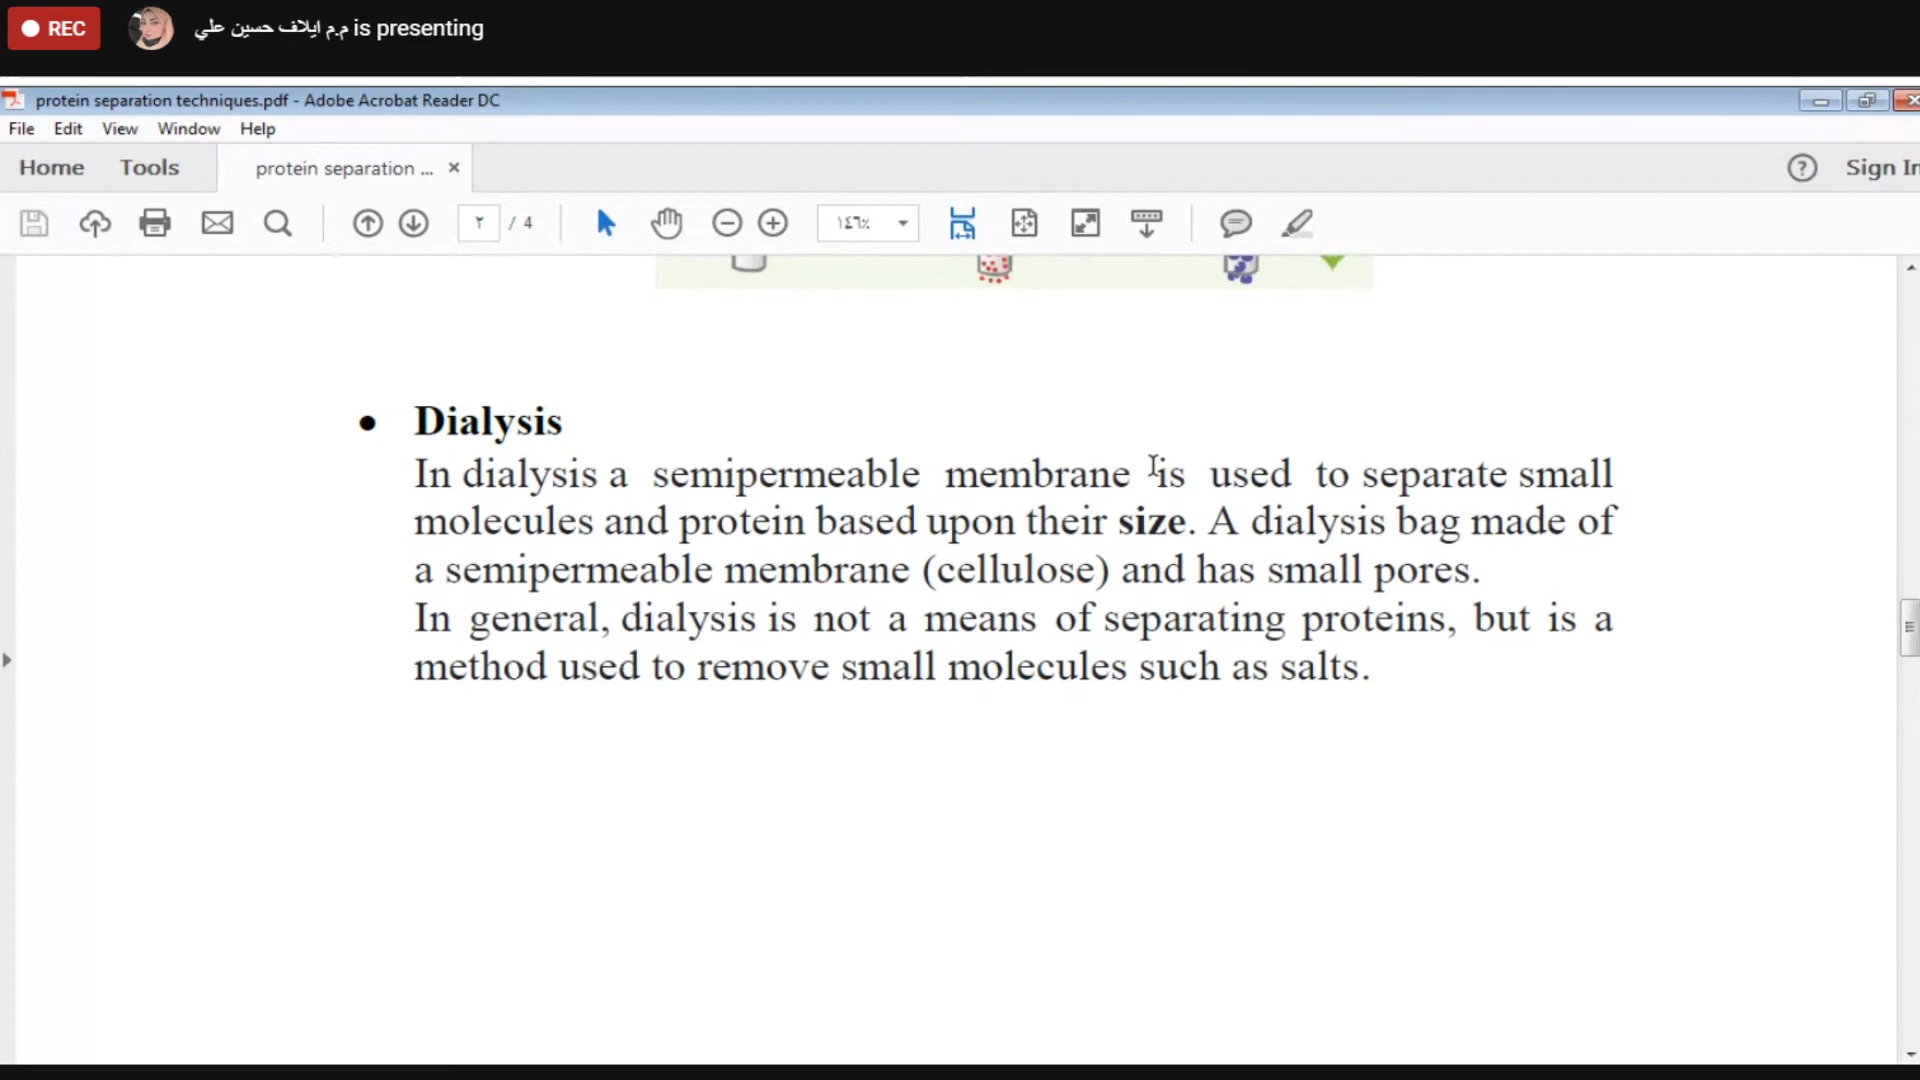 REC
م.م ايلاف حسين علي is presenting
protein separation techniques.pdf - Adobe Acrobat Reader DC
File Edit View Window Help
Home Tools protein separation ... × ? Sign In
٢ / 4 ١٤٦٪
• Dialysis
In dialysis a semipermeable membrane is used to separate small
molecules and protein based upon their size. A dialysis bag made of
a semipermeable membrane (cellulose) and has small pores.
In general, dialysis is not a means of separating proteins, but is a
method used to remove small molecules such as salts.